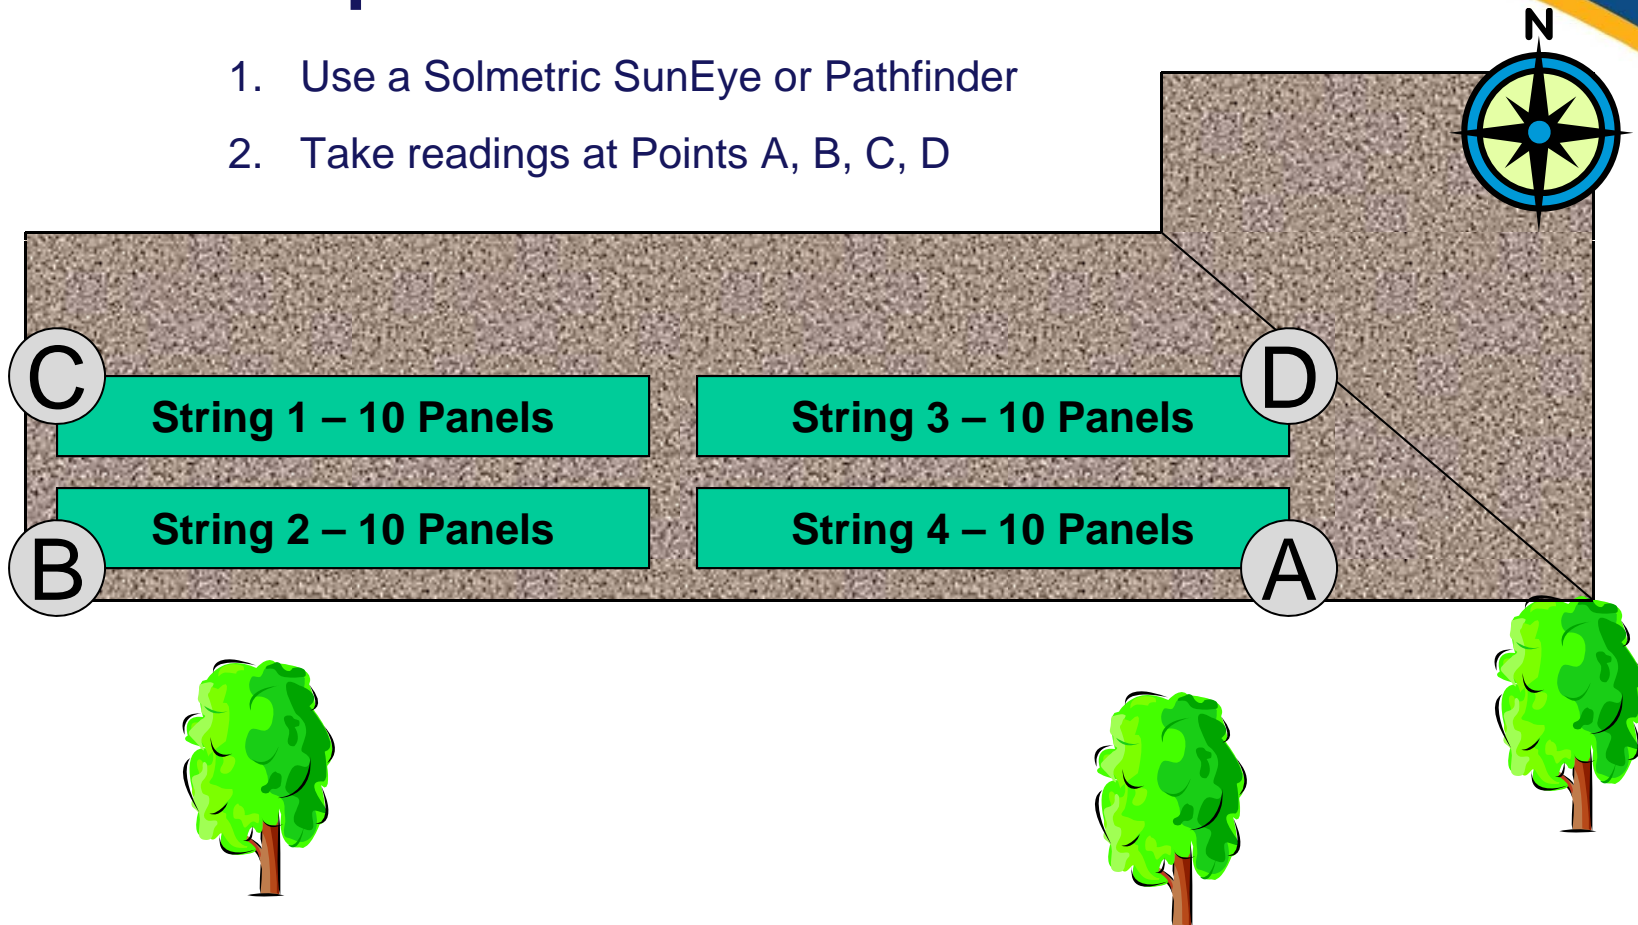 N
1. Use a Solmetric SunEye or Pathfinder
2. Take readings at Points A, B, C, D
C
D
String 1 – 10 Panels
String 3 – 10 Panels
String 2 – 10 Panels
String 4 – 10 Panels
B
A